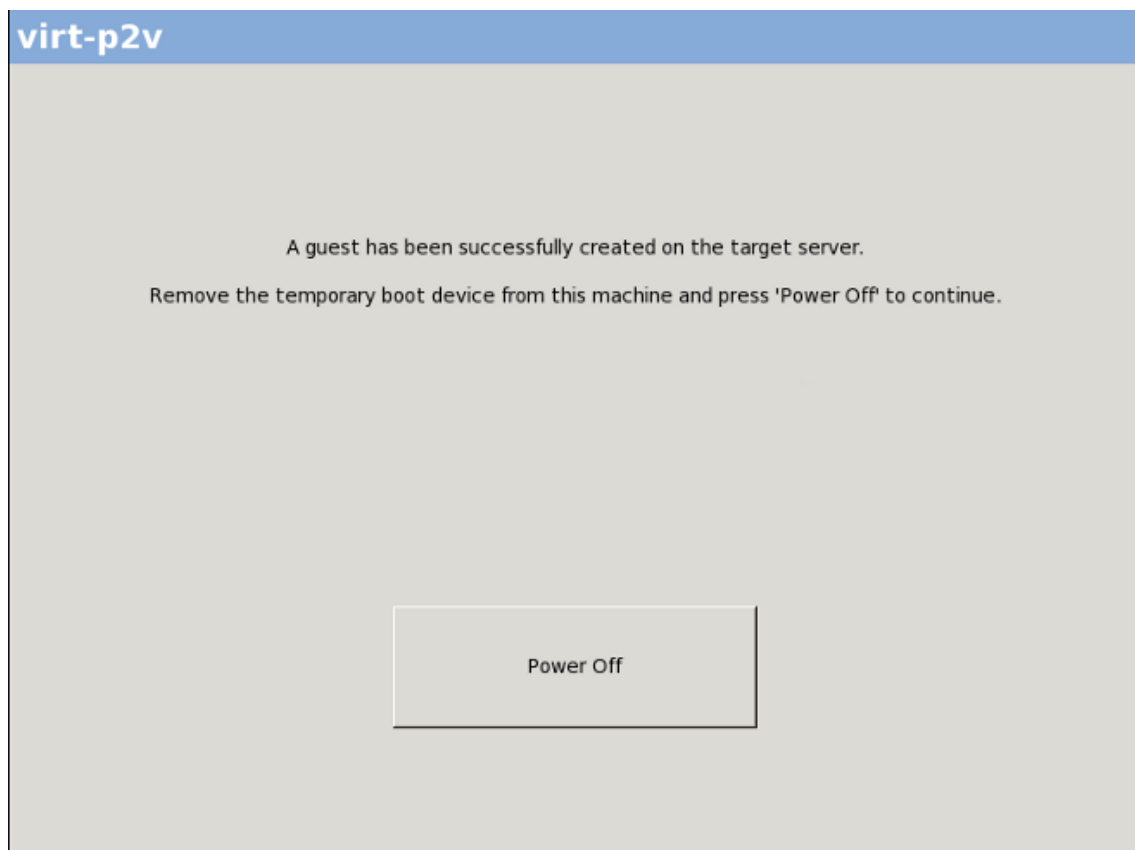 virt-p2v
A guest has been successfully created on the target server.
Remove the temporary boot device from this machine and press 'Power Off' to continue.
Power Off